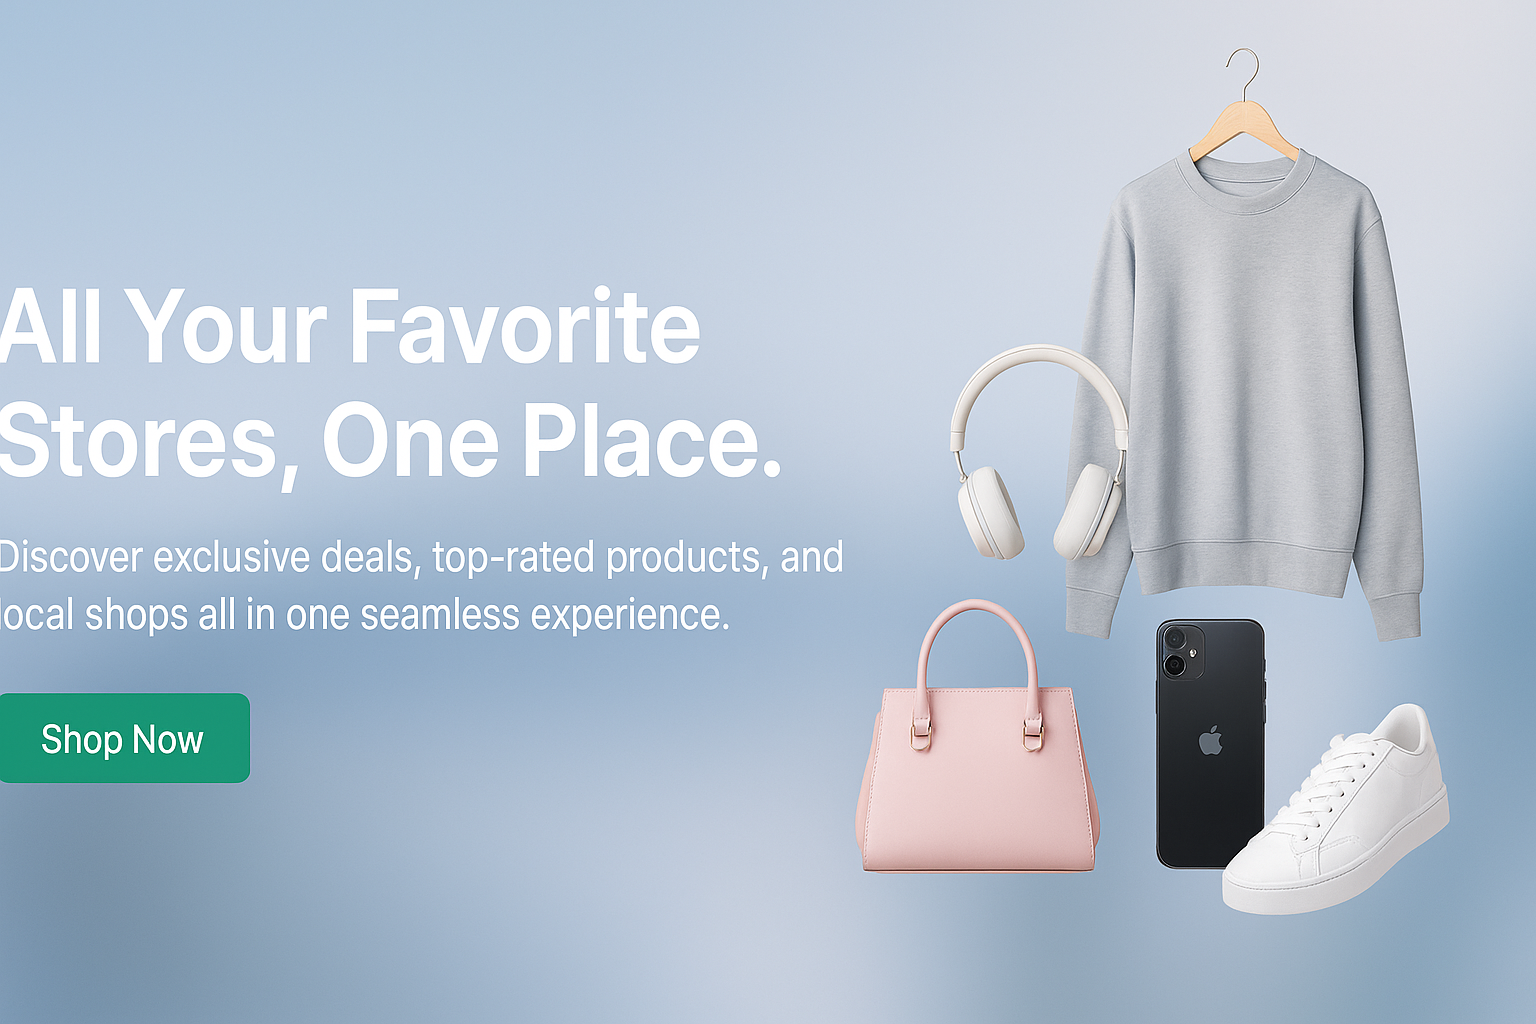 All Your Favorite
Stores, One Place.
Discover exclusive deals, top-rated products, and
local shops all in one seamless experience.
Shop Now